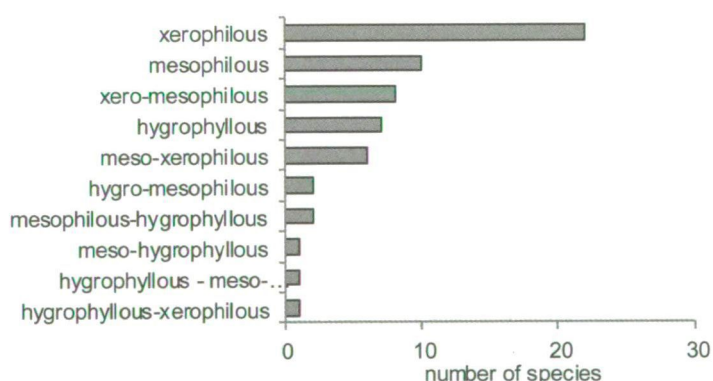 xerophilous
mesophilous
xero-mesophilous
hygrophyllous
meso-xerophilous
hygro-mesophilous
mesophilous-hygrophyllous
meso-hygrophyllous
hygrophyllous - meso-...
hygrophyllous-xerophilous
0 10 20 30
number of species